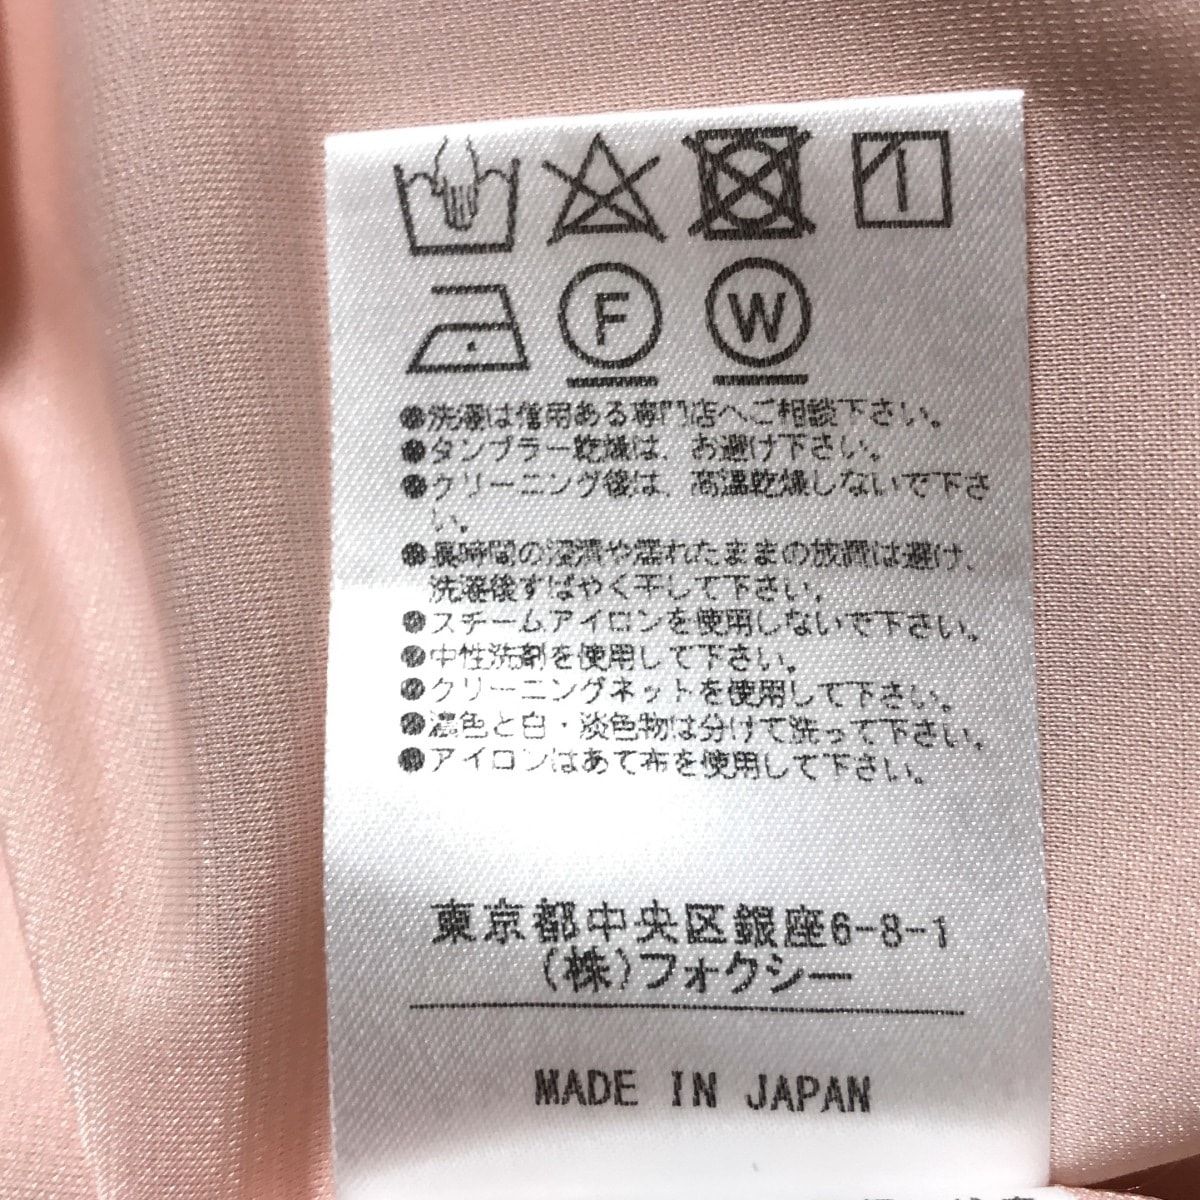 F W
●洗濯は信用ある専門店へご相談下さい。
●タンブラー乾燥は、お避け下さい。
●クリーニング後は、高温乾燥しないで下さ
い。
●長時間の浸漬や濡れたままの放置は避け、
洗濯後すばやく干して下さい。
●スチームアイロンを使用しないで下さい。
●中性洗剤を使用して下さい。
●クリーニングネットを使用して下さい。
●濃色と白・淡色物は分けて洗って下さい。
●アイロンはあて布を使用して下さい。
東京都中央区銀座6-8-1
(株)フォクシー
MADE IN JAPAN